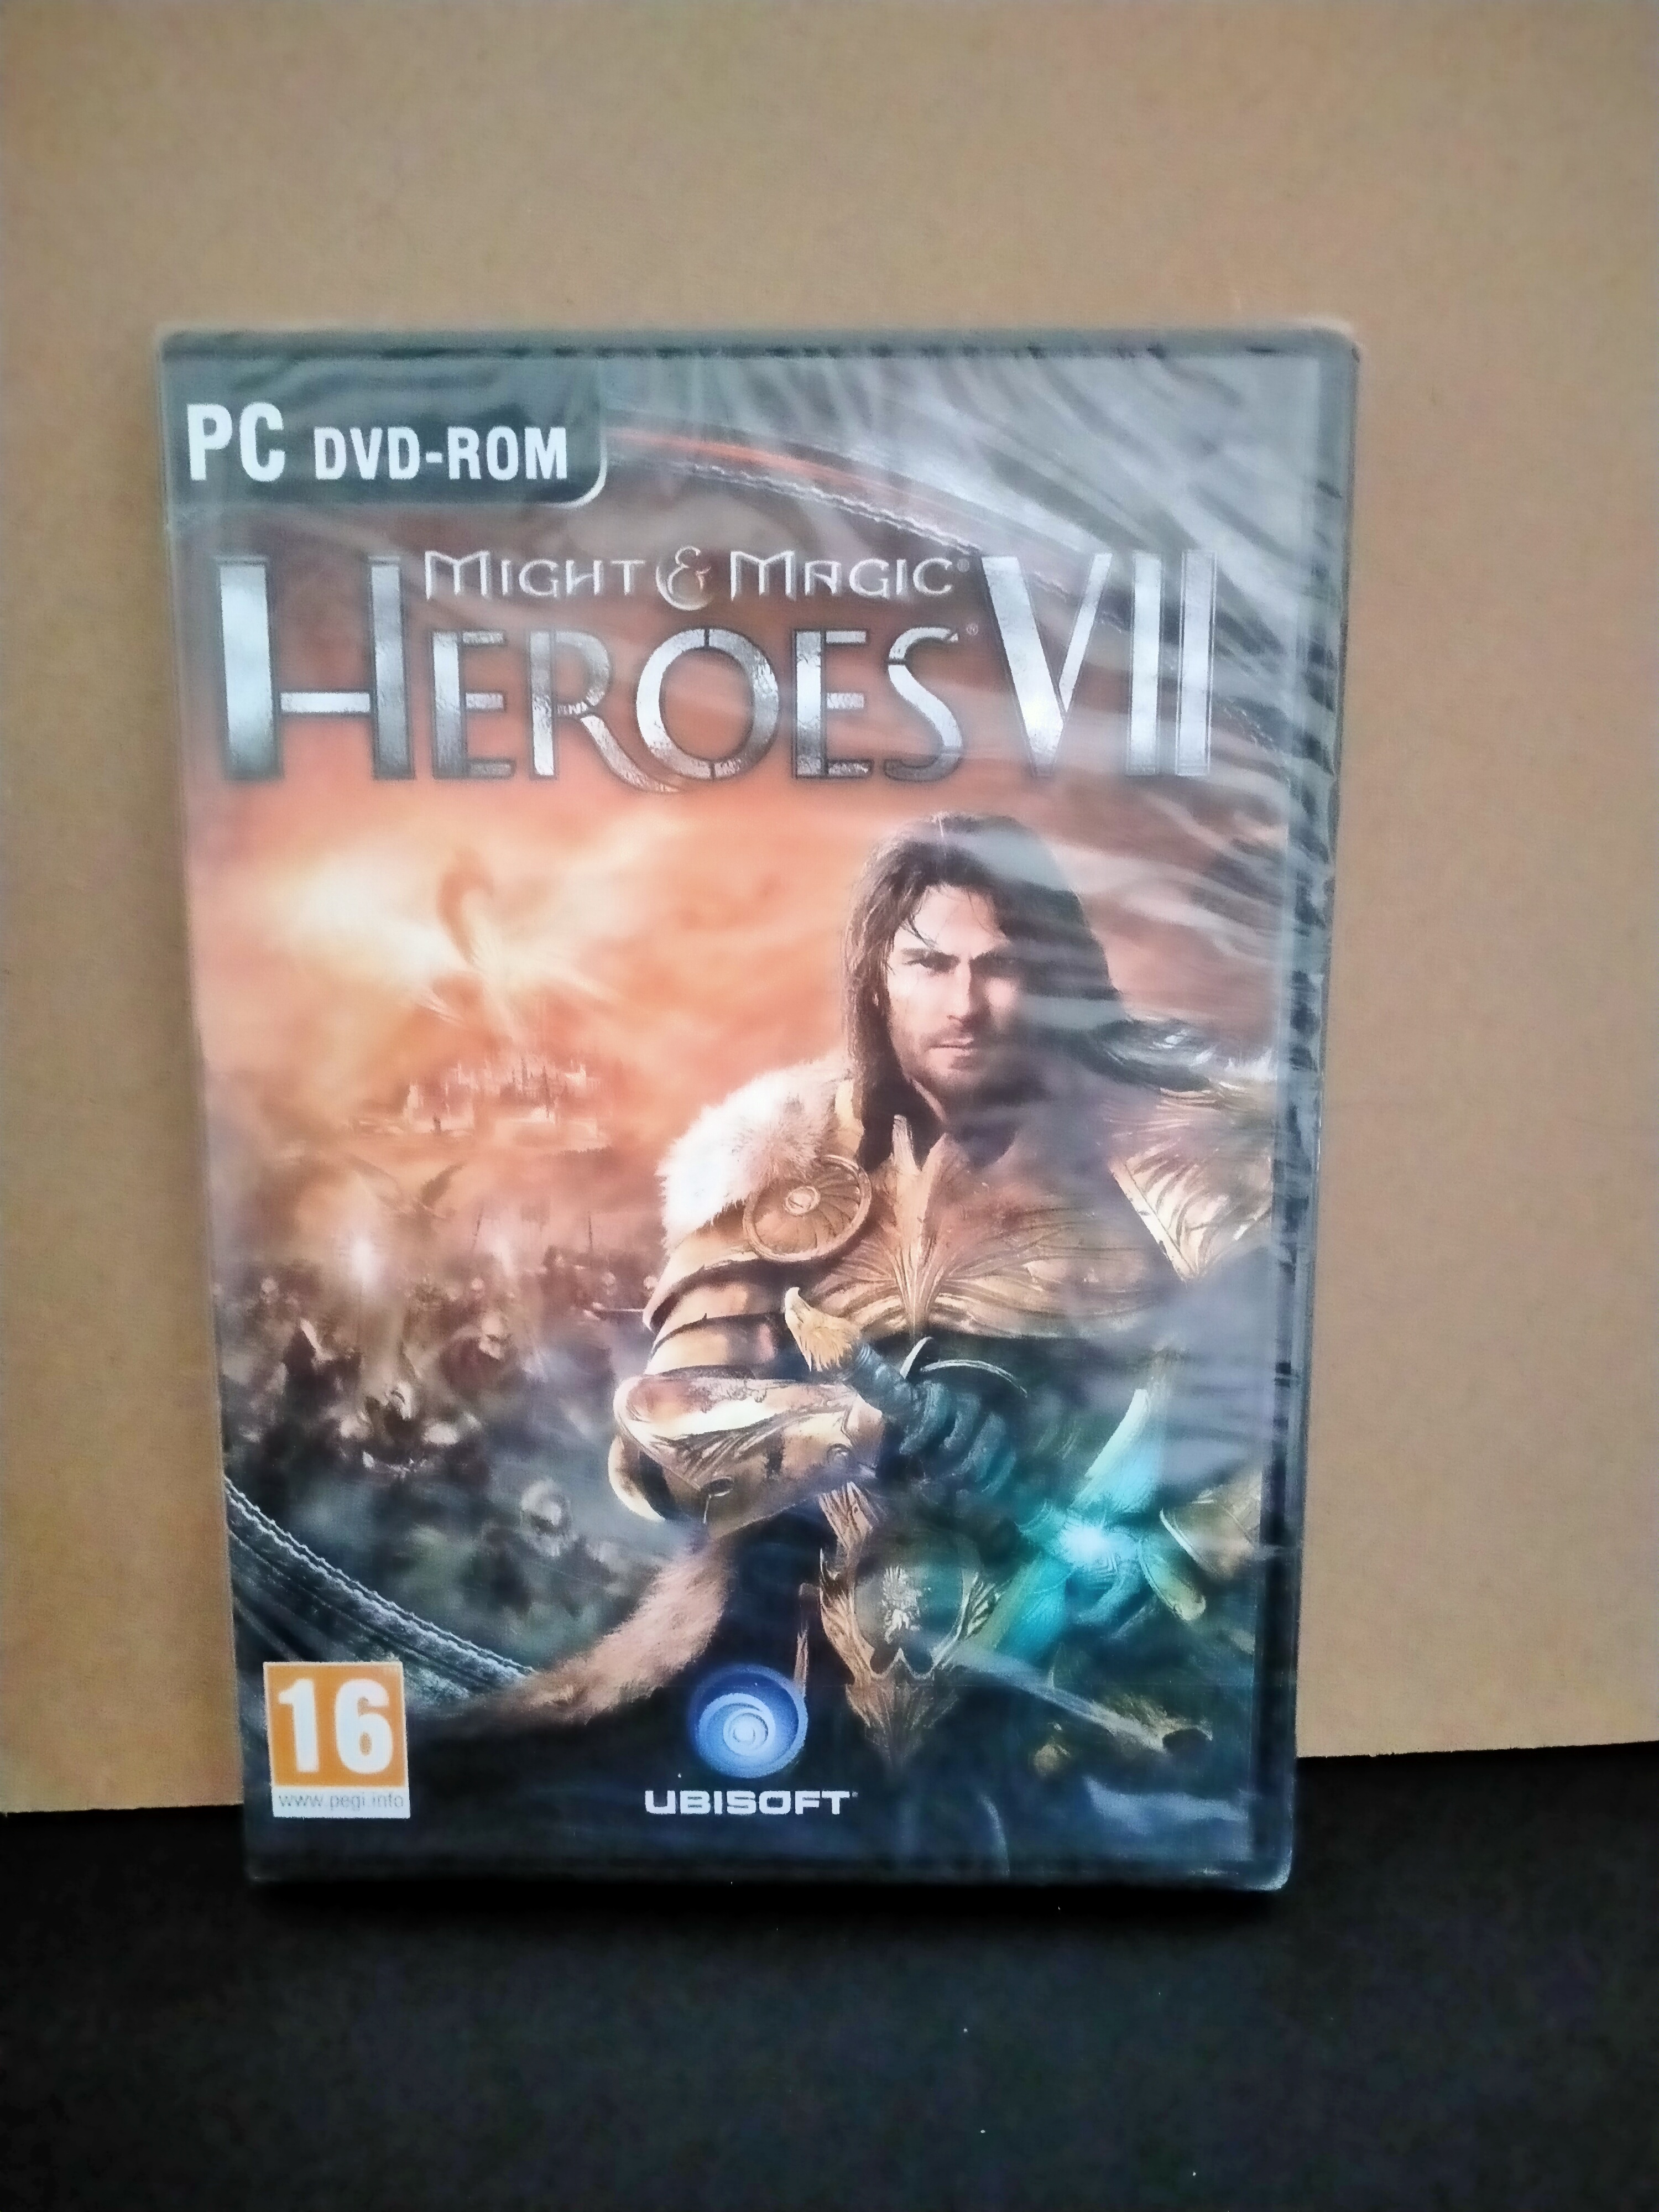 PC DVD-ROM
MIGHT & MAGIC®
HEROES® VII
16
www.pegi.info
UBISOFT®